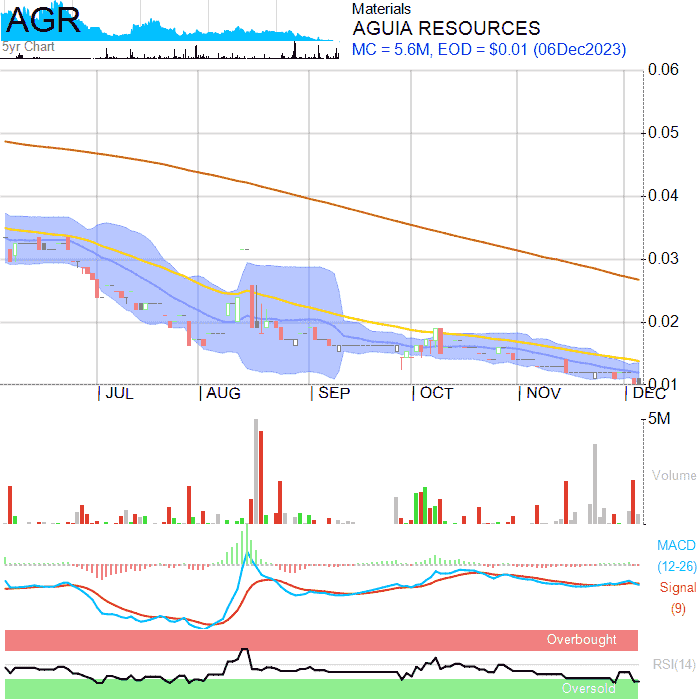 AGR
5yr Chart
Materials
AGUIA RESOURCES
MC = 5.6M, EOD = $0.01 (06Dec2023)
0.06
0.05
0.04
0.03
0.02
0.01
JUL AUG SEP OCT NOV DEC
5M
Volume
MACD
(12-26)
Signal
(9)
Overbought
RSI(14)
Oversold